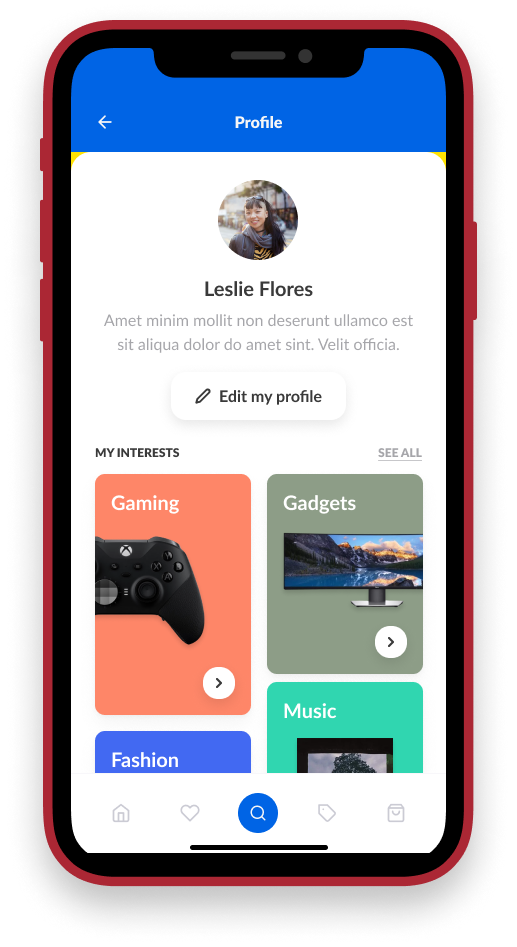 Profile
Leslie Flores
Amet minim mollit non deserunt ullamco est
sit aliqua dolor do amet sint. Velit officia.
Edit my profile
MY INTERESTS
SEE ALL
Gaming
Gadgets
Music
Fashion